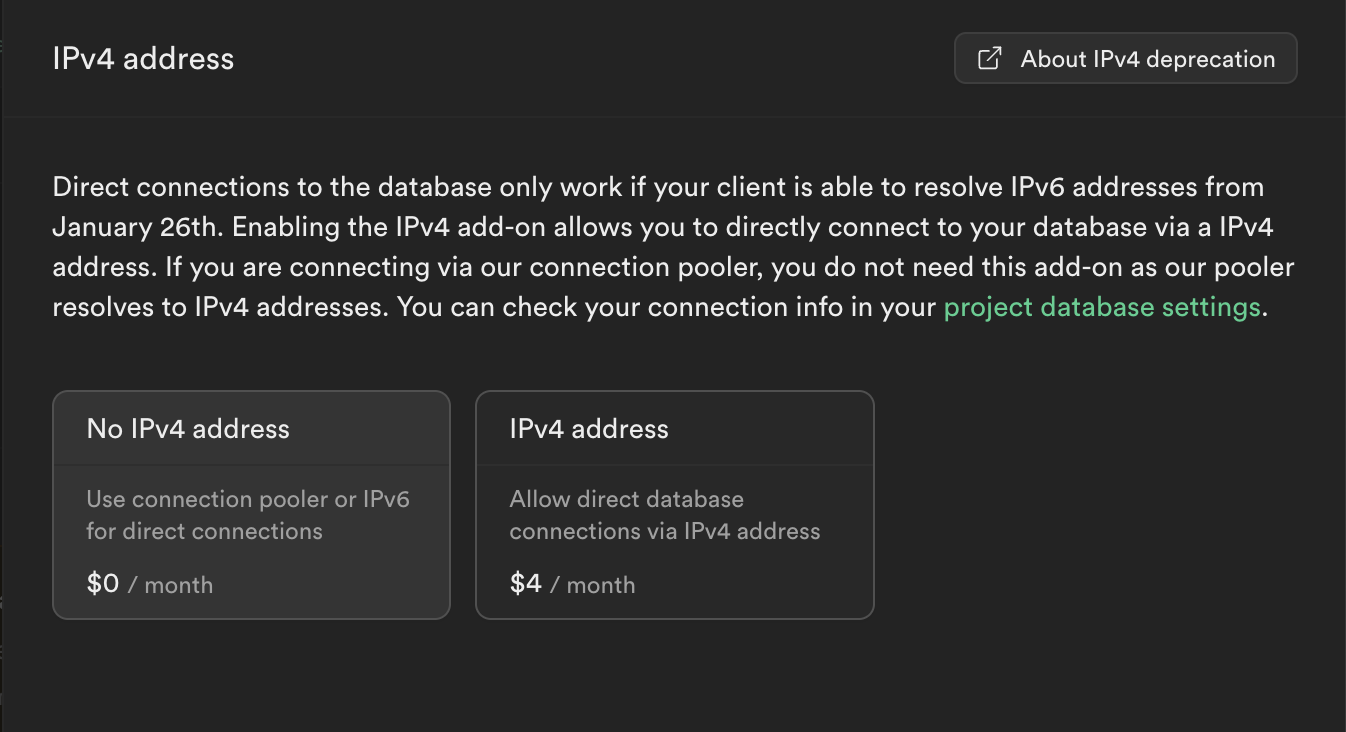 IPv4 address
About IPv4 deprecation
Direct connections to the database only work if your client is able to resolve IPv6 addresses from
January 26th. Enabling the IPv4 add-on allows you to directly connect to your database via a IPv4
address. If you are connecting via our connection pooler, you do not need this add-on as our pooler
resolves to IPv4 addresses. You can check your connection info in your project database settings.
No IPv4 address
Use connection pooler or IPv6
for direct connections
$0 / month
IPv4 address
Allow direct database
connections via IPv4 address
$4 / month